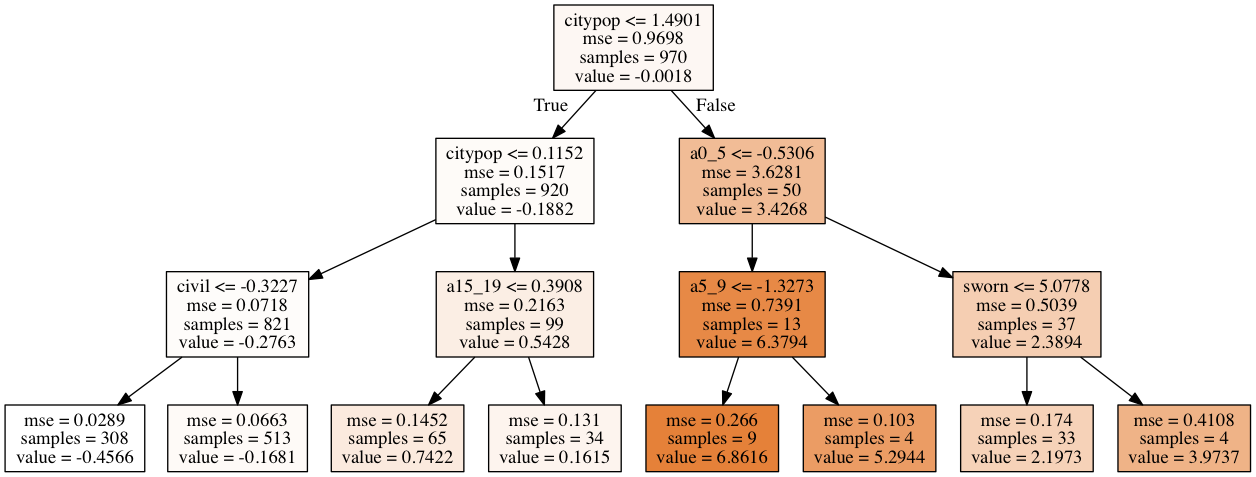 citypop <= 1.4901
mse = 0.9698
samples = 970
value = -0.0018
True
False
citypop <= 0.1152
mse = 0.1517
samples = 920
value = -0.1882
a0_5 <= -0.5306
mse = 3.6281
samples = 50
value = 3.4268
civil <= -0.3227
mse = 0.0718
samples = 821
value = -0.2763
a15_19 <= 0.3908
mse = 0.2163
samples = 99
value = 0.5428
a5_9 <= -1.3273
mse = 0.7391
samples = 13
value = 6.3794
sworn <= 5.0778
mse = 0.5039
samples = 37
value = 2.3894
mse = 0.0289
samples = 308
value = -0.4566
mse = 0.0663
samples = 513
value = -0.1681
mse = 0.1452
samples = 65
value = 0.7422
mse = 0.131
samples = 34
value = 0.1615
mse = 0.266
samples = 9
value = 6.8616
mse = 0.103
samples = 4
value = 5.2944
mse = 0.174
samples = 33
value = 2.1973
mse = 0.4108
samples = 4
value = 3.9737